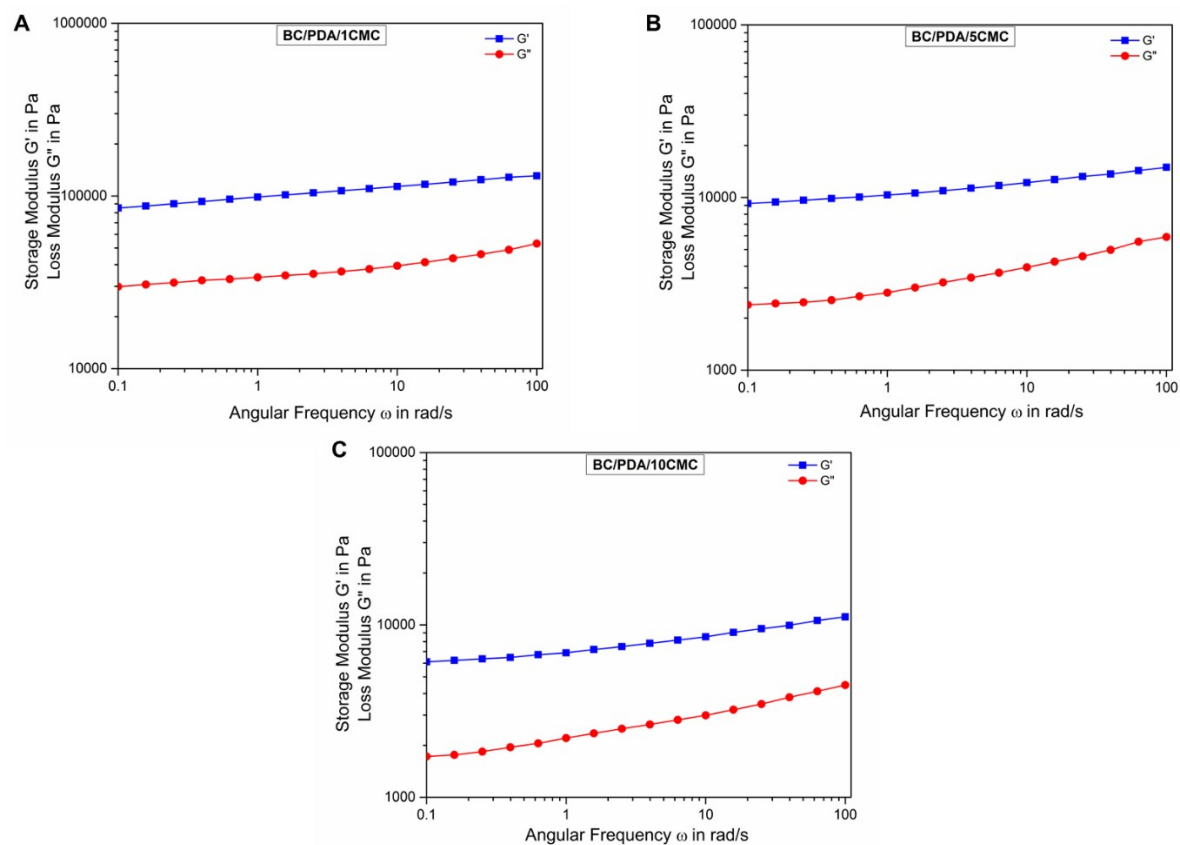 A
BC/PDA/1CMC
G'
G"
1000000
100000
10000
Storage Modulus G' in Pa
Loss Modulus G" in Pa
0.1 1 10 100
Angular Frequency ω in rad/s
B
BC/PDA/5CMC
G'
G"
100000
10000
1000
Storage Modulus G' in Pa
Loss Modulus G" in Pa
0.1 1 10 100
Angular Frequency ω in rad/s
C
BC/PDA/10CMC
G'
G"
100000
10000
1000
Storage Modulus G' in Pa
Loss Modulus G" in Pa
0.1 1 10 100
Angular Frequency ω in rad/s